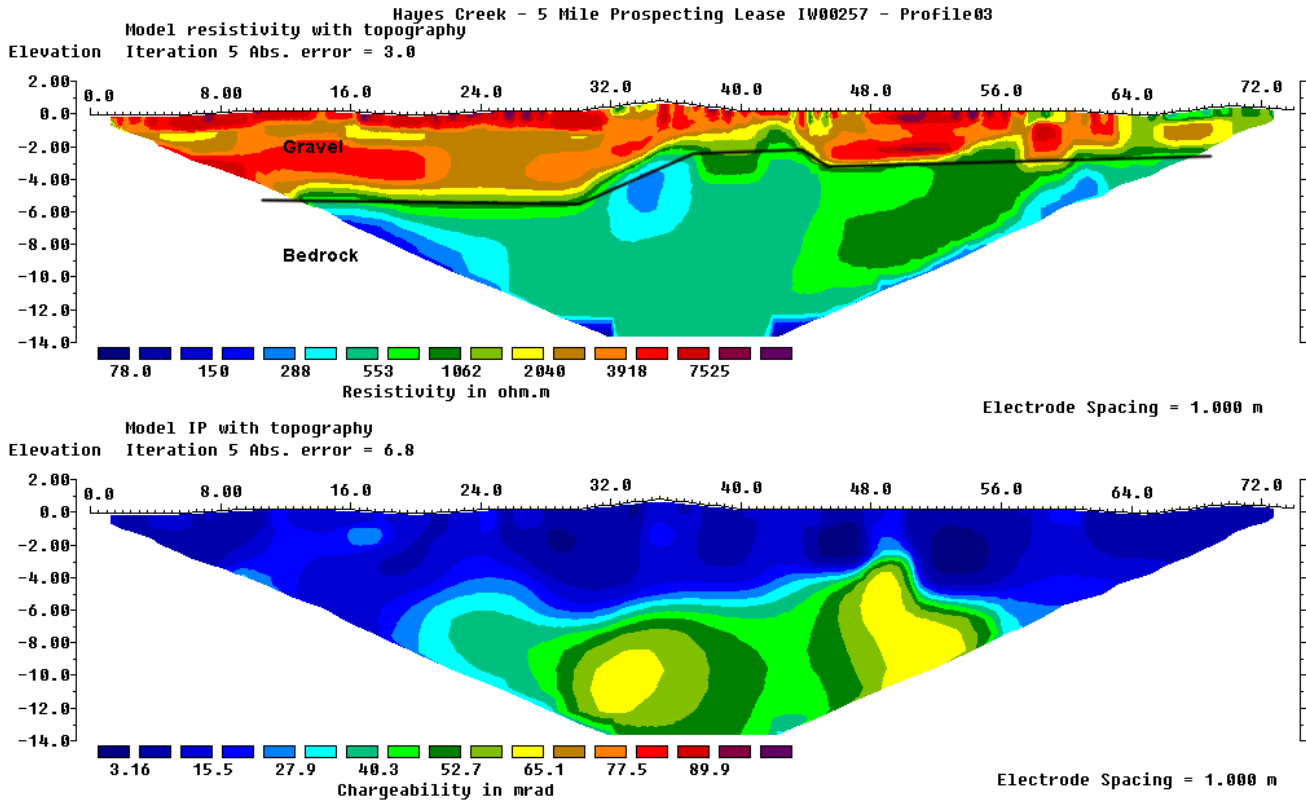 Hayes Creek - 5 Mile Prospecting Lease IW00257 - Profile03
Model resistivity with topography
Elevation Iteration 5 Abs. error = 3.0
2.00
0.0 8.00 16.0 24.0 32.0 40.0 48.0 56.0 64.0 72.0
0.0
-2.00
Gravel
-4.00
-6.00
-8.00
Bedrock
-10.0
-12.0
-14.0
78.0 150 288 553 1062 2040 3918 7525
Resistivity in ohm.m
Electrode Spacing = 1.000 m
Model IP with topography
Elevation Iteration 5 Abs. error = 6.8
2.00
0.0 8.00 16.0 24.0 32.0 40.0 48.0 56.0 64.0 72.0
0.0
-2.00
-4.00
-6.00
-8.00
-10.0
-12.0
-14.0
3.16 15.5 27.9 40.3 52.7 65.1 77.5 89.9
Chargeability in mrad
Electrode Spacing = 1.000 m